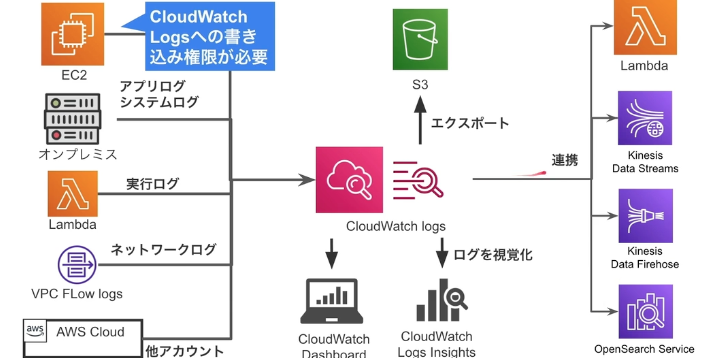 CloudWatch
Logsへの書き
込み権限が必要
EC2
アプリログ
システムログ
オンプレミス
実行ログ
Lambda
ネットワークログ
VPC FLow logs
aws
AWS Cloud
他アカウント
S3
エクスポート
CloudWatch logs
ログを視覚化
CloudWatch
Dashboard
CloudWatch
Logs Insights
連携
Lambda
Kinesis
Data Streams
Kinesis
Data Firehose
OpenSearch Service